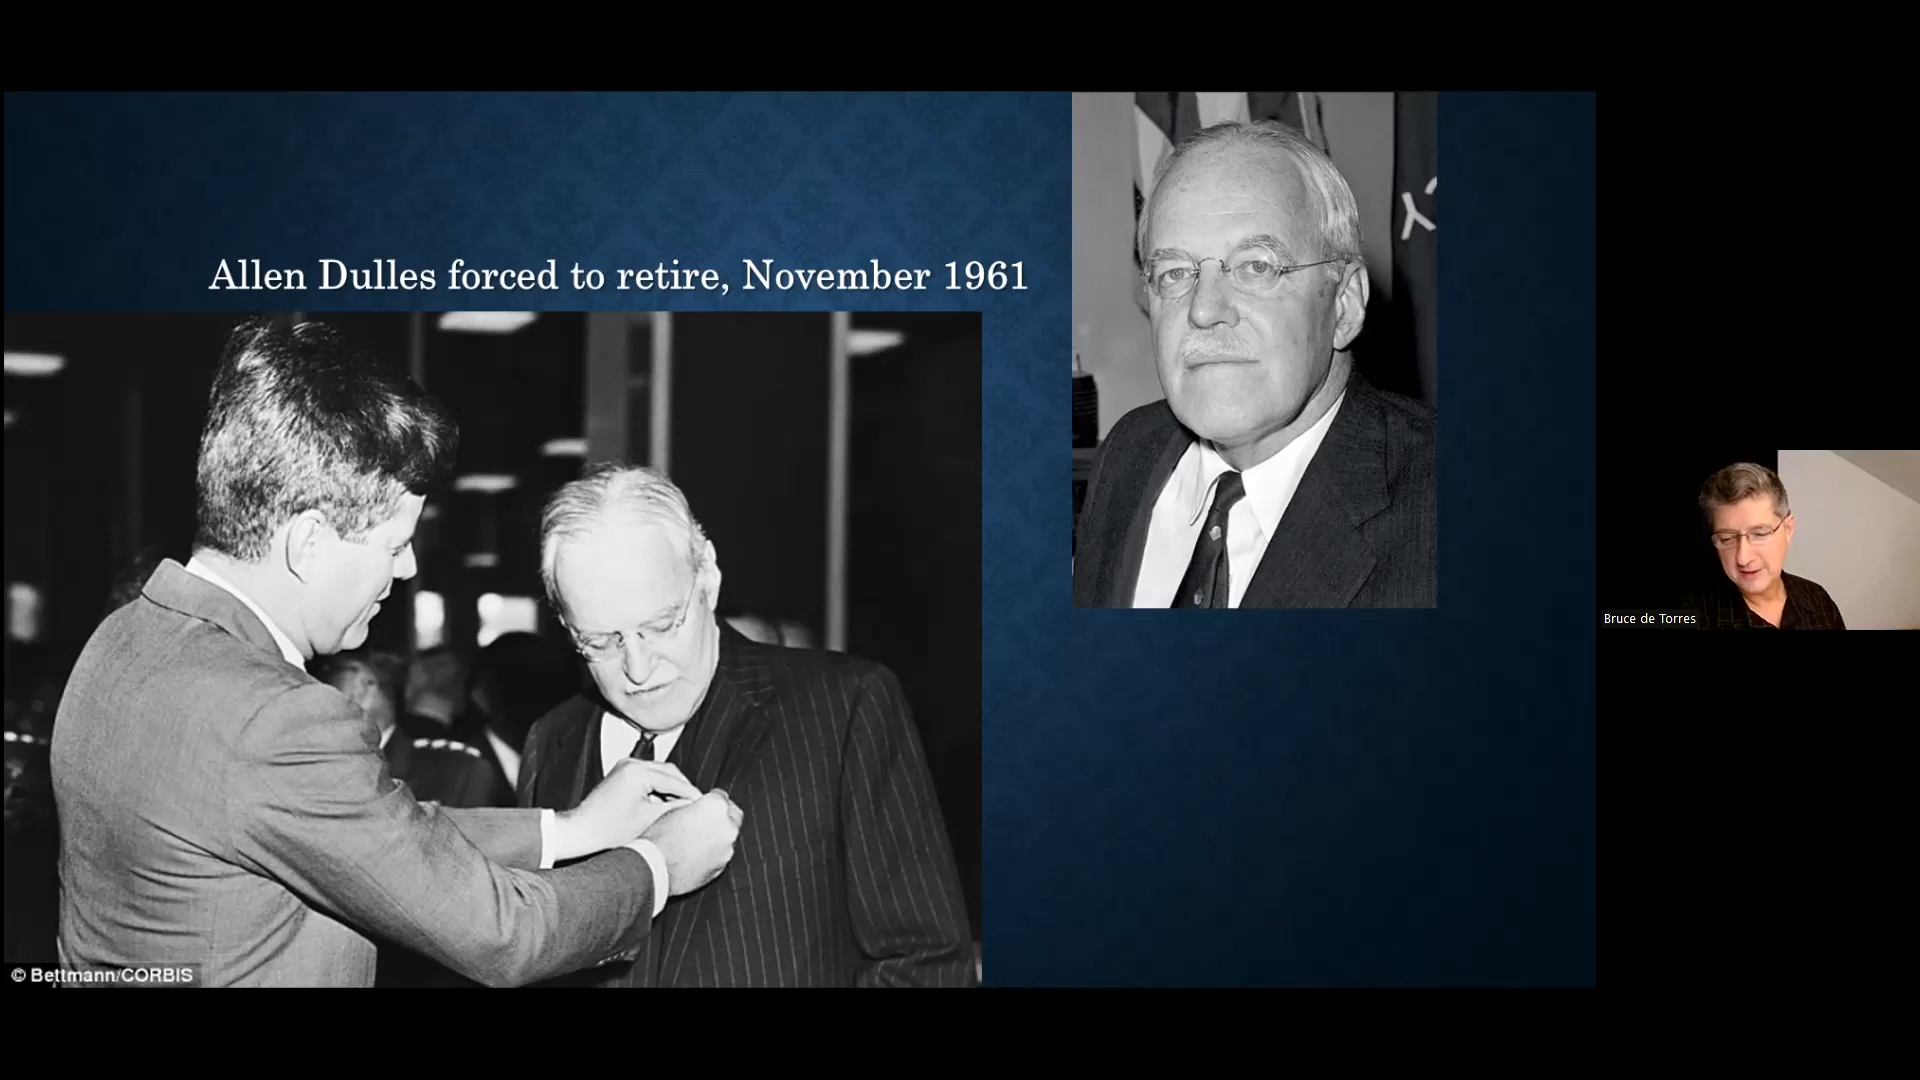 Allen Dulles forced to retire, November 1961
Bruce de Torres
© Bettmann/CORBIS